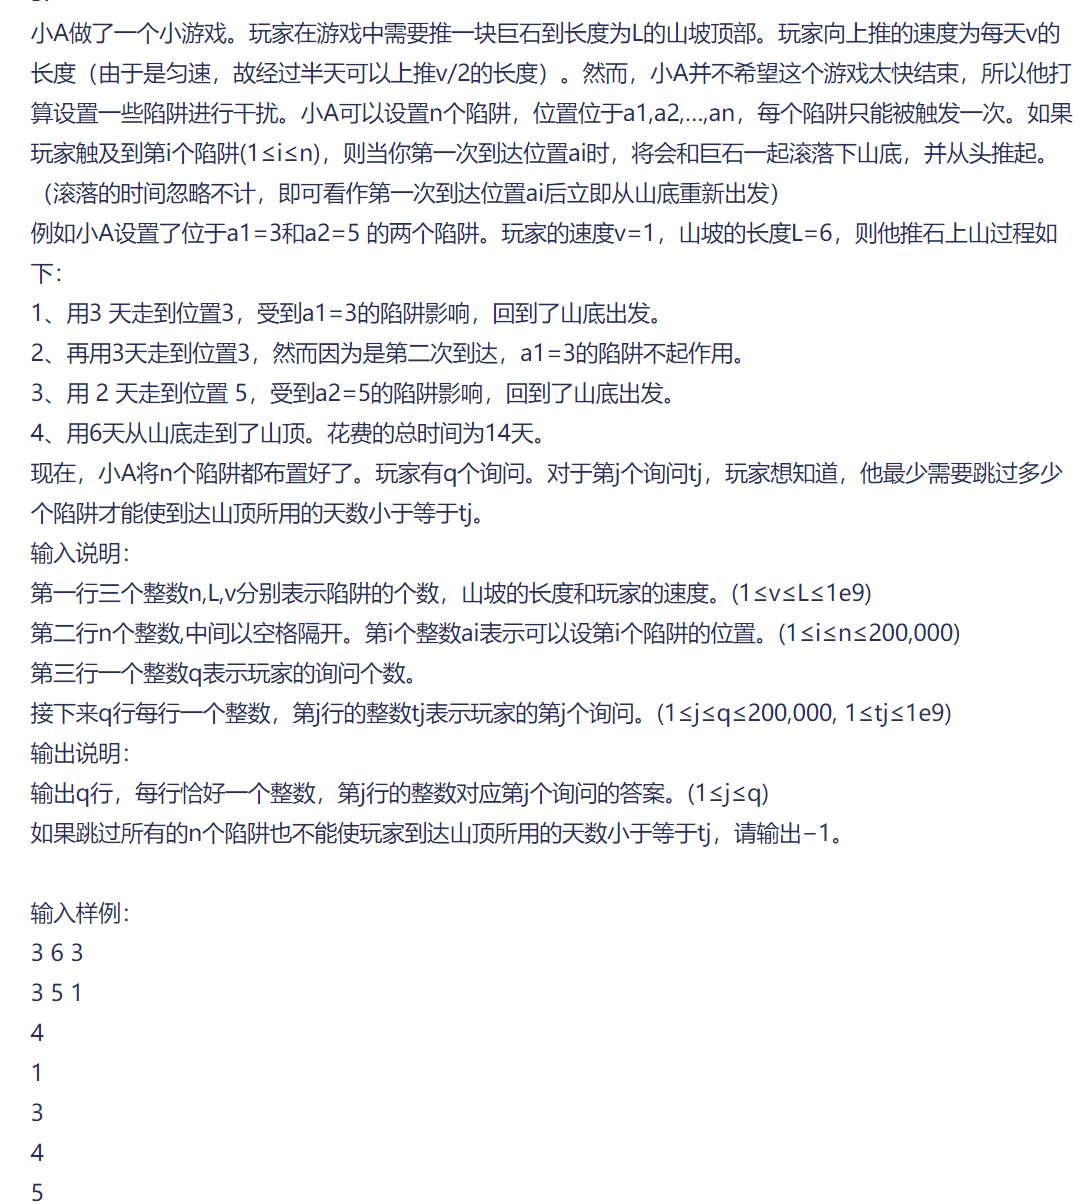 小A做了一个小游戏。玩家在游戏中需要推一块巨石到长度为L的山坡顶部。玩家向上推的速度为每天v的
长度（由于是匀速，故经过半天可以上推v/2的长度）。然而，小A并不希望这个游戏太快结束，所以他打
算设置一些陷阱进行干扰。小A可以设置n个陷阱，位置位于a1,a2,...,an，每个陷阱只能被触发一次。如果
玩家触及到第i个陷阱(1≤i≤n)，则当你第一次到达位置ai时，将会和巨石一起滚落下山底，并从头推起。
（滚落的时间忽略不计，即可看作第一次到达位置ai后立即从山底重新出发）
例如小A设置了位于a1=3和a2=5 的两个陷阱。玩家的速度v=1，山坡的长度L=6，则他推石上山过程如
下：
1、用3 天走到位置3，受到a1=3的陷阱影响，回到了山底出发。
2、再用3天走到位置3，然而因为是第二次到达，a1=3的陷阱不起作用。
3、用 2 天走到位置 5，受到a2=5的陷阱影响，回到了山底出发。
4、用6天从山底走到了山顶。花费的总时间为14天。
现在，小A将n个陷阱都布置好了。玩家有q个询问。对于第j个询问tj，玩家想知道，他最少需要跳过多少
个陷阱才能使到达山顶所用的天数小于等于tj。
输入说明：
第一行三个整数n,L,v分别表示陷阱的个数，山坡的长度和玩家的速度。(1≤v≤L≤1e9)
第二行n个整数,中间以空格隔开。第i个整数ai表示可以设第i个陷阱的位置。(1≤i≤n≤200,000)
第三行一个整数q表示玩家的询问个数。
接下来q行每行一个整数，第j行的整数tj表示玩家的第j个询问。(1≤j≤q≤200,000, 1≤tj≤1e9)
输出说明：
输出q行，每行恰好一个整数，第j行的整数对应第j个询问的答案。(1≤j≤q)
如果跳过所有的n个陷阱也不能使玩家到达山顶所用的天数小于等于tj，请输出−1。
输入样例：
3 6 3
3 5 1
4
1
3
4
5